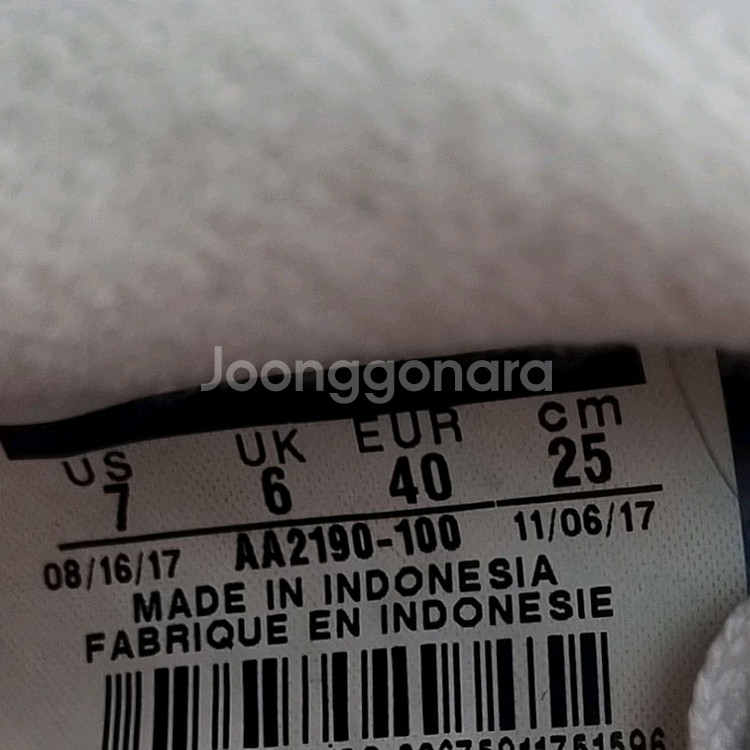 Joonggonara
US UK EUR cm
7 6 40 25
08/16/17 AA2190-100 11/06/17
MADE IN INDONESIA
FABRIQUE EN INDONESIE